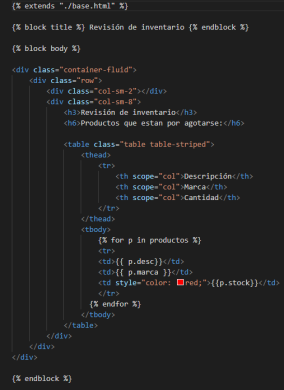 {% extends "./base.html" %}
{% block title %} Revisión de inventario {% endblock %}
{% block body %}
<div class="container-fluid">
<div class="row">
<div class="col-sm-2"></div>
<div class="col-sm-8">
<h3>Revisión de inventario</h3>
<h6>Productos que estan por agotarse:</h6>
<table class="table table-striped">
<thead>
<tr>
<th scope="col">Descripción</th>
<th scope="col">Marca</th>
<th scope="col">Cantidad</th>
</tr>
</thead>
<tbody>
{% for p in productos %}
<tr>
<td>{{ p.desc}}</td>
<td>{{ p.marca }}</td>
<td style="color: red;">{{p.stock}}</td>
</tr>
{% endfor %}
</tbody>
</table>
</div>
</div>
</div>
{% endblock %}